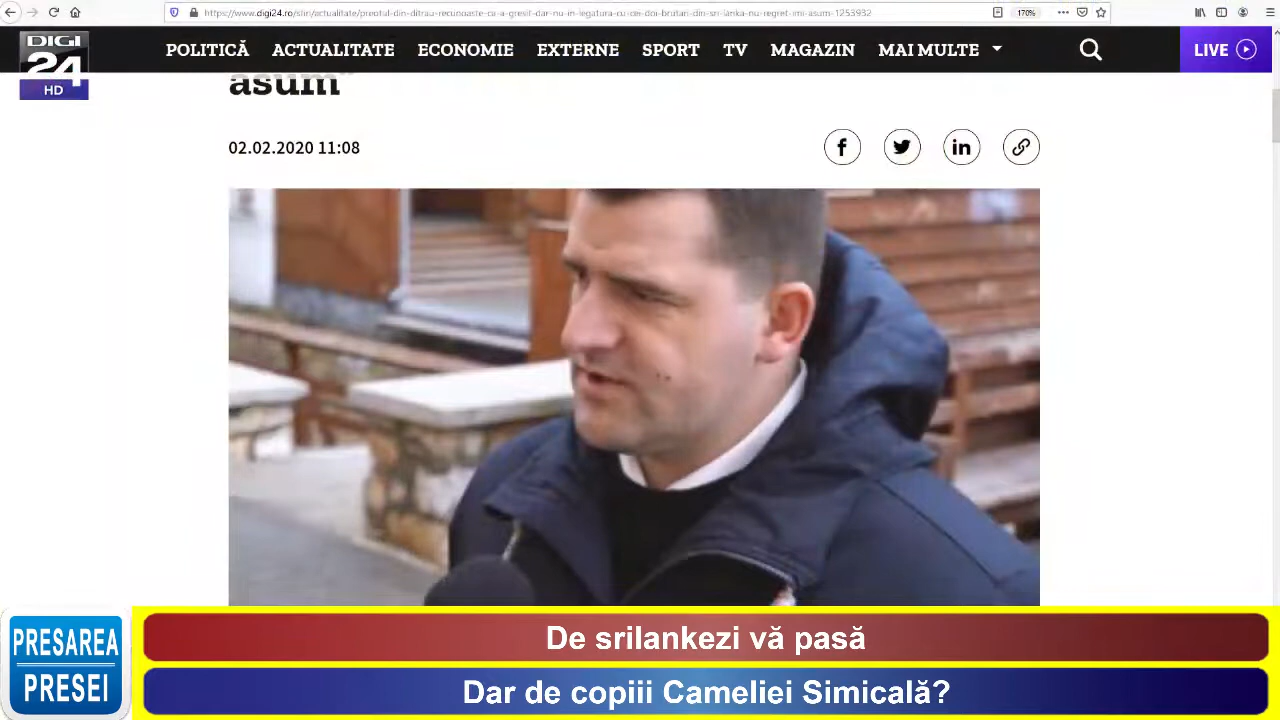 https://www.digi24.ro/stiri/actualitate/preotul-din-ditrau-recunoaste-ca-a-gresit-dar-nu-in-legatura-cu-cei-doi-brutari-din-sri-lanka-nu-regret-imi-asum-1253932
170%
DIGI
24
HD
POLITICĂ ACTUALITATE ECONOMIE EXTERNE SPORT TV MAGAZIN MAI MULTE
LIVE
asum"
02.02.2020 11:08
PRESAREA
PRESEI
De srilankezi vă pasă
Dar de copiii Cameliei Simicală?